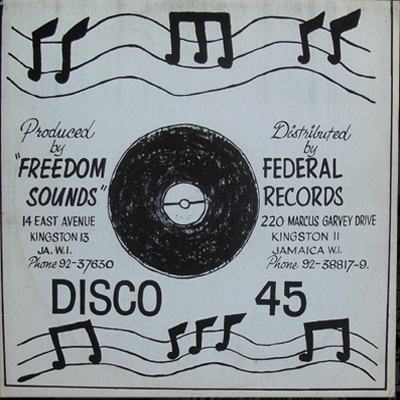 Produced
by
"FREEDOM
SOUNDS"
14 EAST AVENUE
KINGSTON 13
JA. W.I.
Phone 92-37630
Distributed
by
FEDERAL
RECORDS
220 MARCUS GARVEY DRIVE
KINGSTON 11
JAMAICA W.I.
Phone 92-38817-9.
DISCO 45